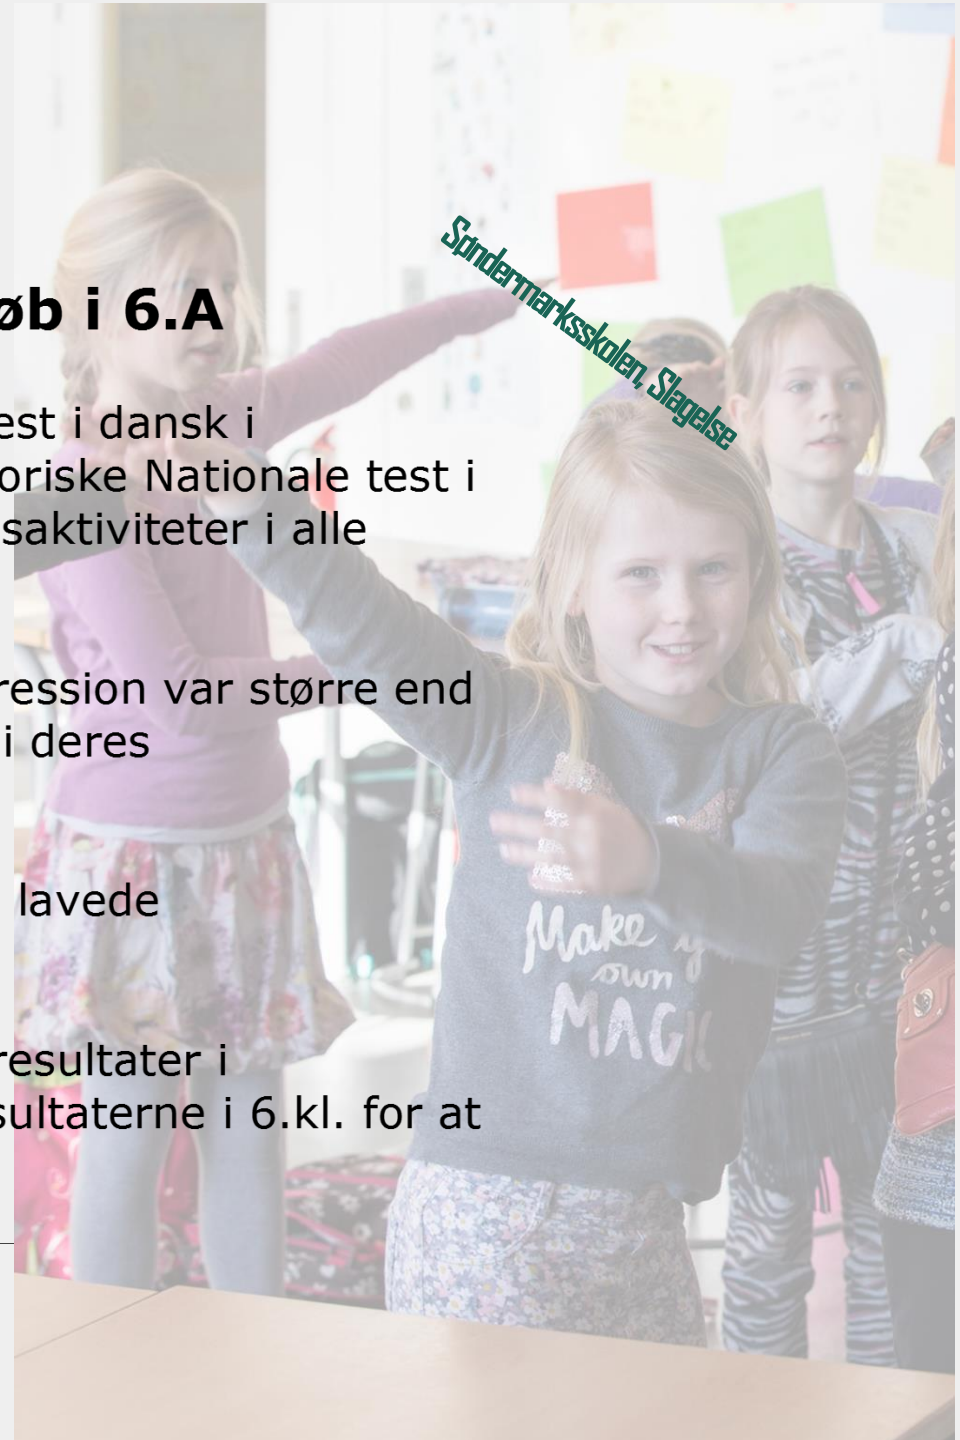 Søndermarksskolen, Slagelse
øb i 6.A
est i dansk i
oriske Nationale test i
saktiviteter i alle
ression var større end
i deres
lavede
Make y
own
MAGIC
resultater i
sultaterne i 6.kl. for at